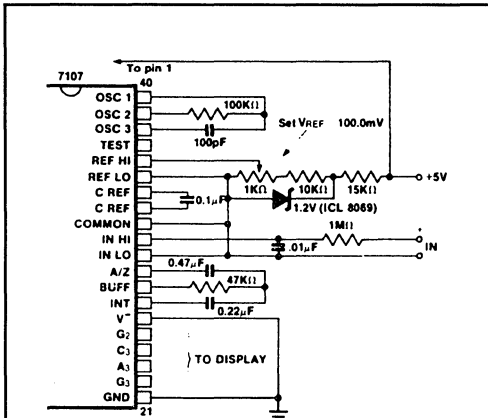 To pin 1
7107
40
OSC 1
100KΩ
OSC 2
Set VREF 100.0mV
OSC 3
100pF
TEST
REF HI
REF LO
+5V
1KΩ
10KΩ
15KΩ
C REF
0.1μF
1.2V (ICL 8069)
C REF
COMMON
1MΩ
+
IN HI
.01μF
IN
IN LO
−
0.47μF
A/Z
47KΩ
BUFF
INT
0.22μF
V−
G2
C3
TO DISPLAY
A3
G3
GND
21